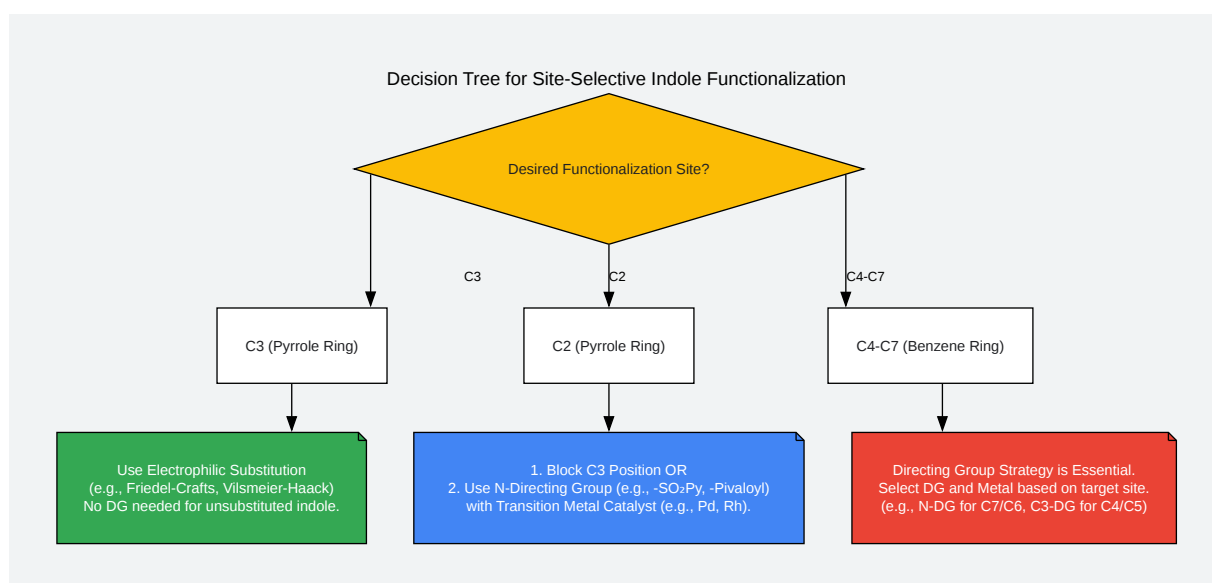 Decision Tree for Site-Selective Indole Functionalization
Desired Functionalization Site?
C3
C2
C4-C7
C3 (Pyrrole Ring)
C2 (Pyrrole Ring)
C4-C7 (Benzene Ring)
Use Electrophilic Substitution
(e.g., Friedel-Crafts, Vilsmeier-Haack)
No DG needed for unsubstituted indole.
1. Block C3 Position OR
2. Use N-Directing Group (e.g., -SO₂Py, -Pivaloyl)
with Transition Metal Catalyst (e.g., Pd, Rh).
Directing Group Strategy is Essential.
Select DG and Metal based on target site.
(e.g., N-DG for C7/C6, C3-DG for C4/C5)